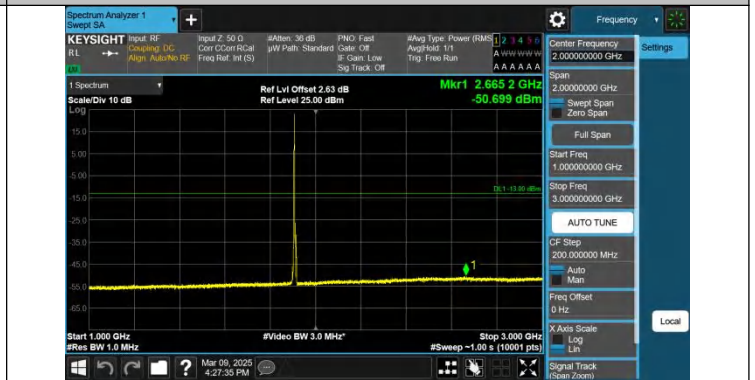 Spectrum Analyzer 1
Swept SA
+
Frequency
KEYSIGHT
RL
Input: RF
Coupling: DC
Align: Auto/No RF
Input Z: 50 Ω
Corr CCorr RCal
Freq Ref: Int (S)
#Atten: 36 dB
µW Path: Standard
PNO: Fast
Gate: Off
IF Gain: Low
Sig Track: Off
#Avg Type: Power (RMS
Avg|Hold: 1/1
Trig: Free Run
1 2 3 4 5 6
A W W W W W
A A A A A A
1 Spectrum
Scale/Div 10 dB
Ref Lvl Offset 2.63 dB
Ref Level 25.00 dBm
Mkr1 2.665 2 GHz
-50.699 dBm
Log
15.0
5.00
-5.00
-15.0
-25.0
-35.0
-45.0
-55.0
-65.0
DL1 -13.00 dBm
1
Start 1.000 GHz
#Res BW 1.0 MHz
#Video BW 3.0 MHz*
Stop 3.000 GHz
#Sweep ~1.00 s (10001 pts)
Center Frequency
2.000000000 GHz
Settings
Span
2.00000000 GHz
Swept Span
Zero Span
Full Span
Start Freq
1.000000000 GHz
Stop Freq
3.000000000 GHz
AUTO TUNE
CF Step
200.000000 MHz
Auto
Man
Freq Offset
0 Hz
X Axis Scale
Log
Lin
Local
Signal Track
(Span Zoom)
?
Mar 09, 2025
4:27:35 PM